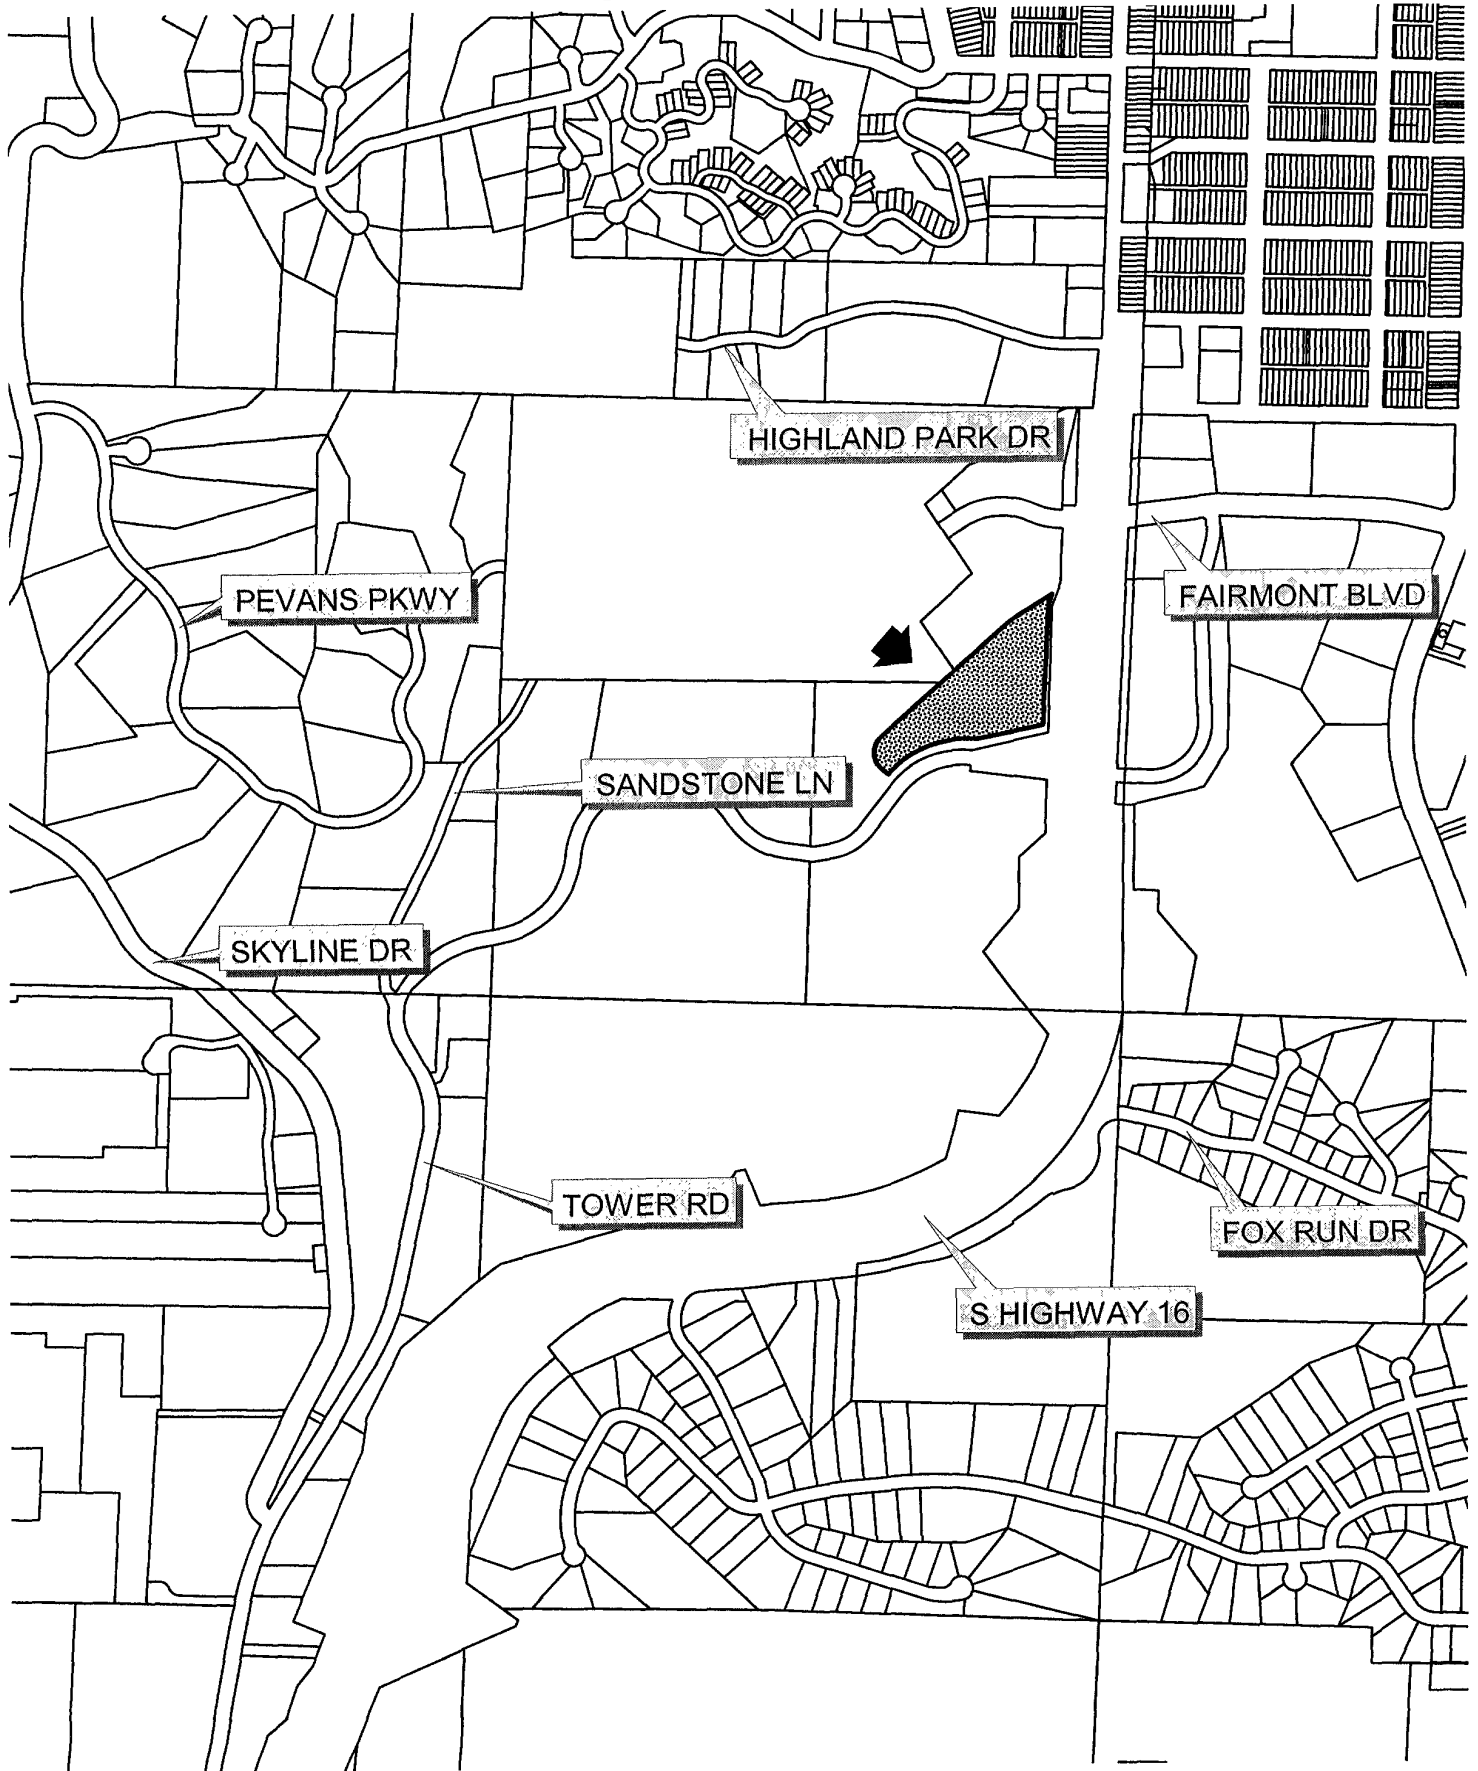 HIGHLAND PARK DR
PEVANS PKWY
FAIRMONT BLVD
SANDSTONE LN
SKYLINE DR
TOWER RD
FOX RUN DR
S HIGHWAY 16